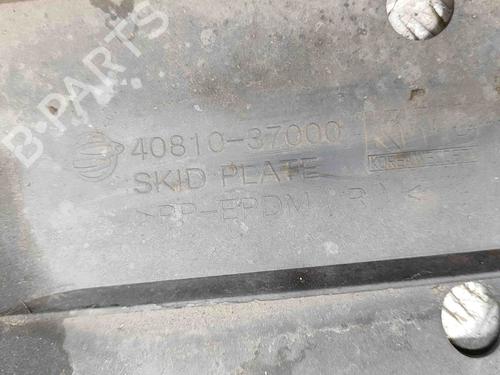 B-PARTS
40810-37000
SKID PLATE
>PP-EPDM